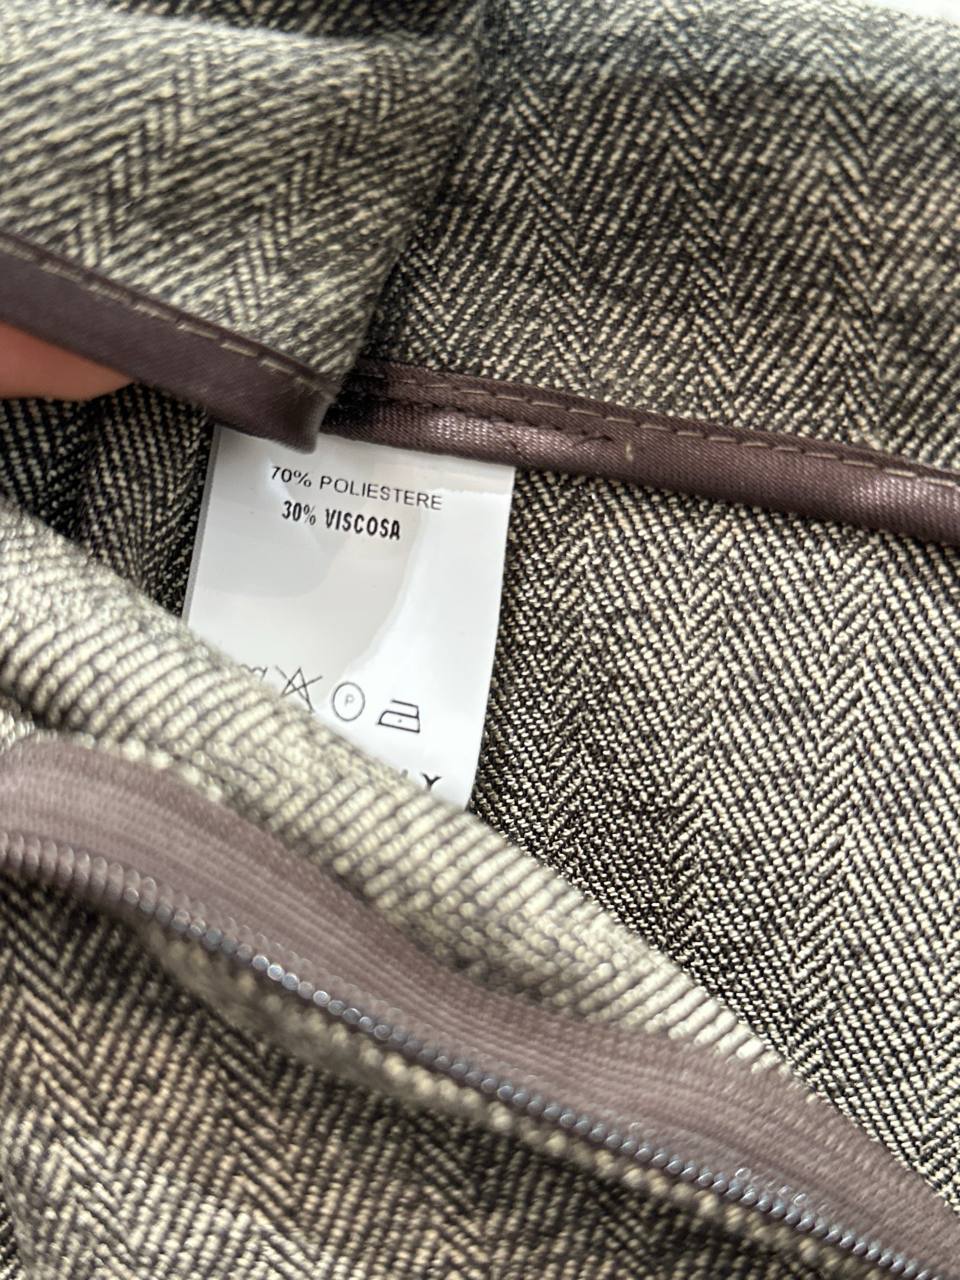 70% POLIESTERE
30% VISCOSA
P